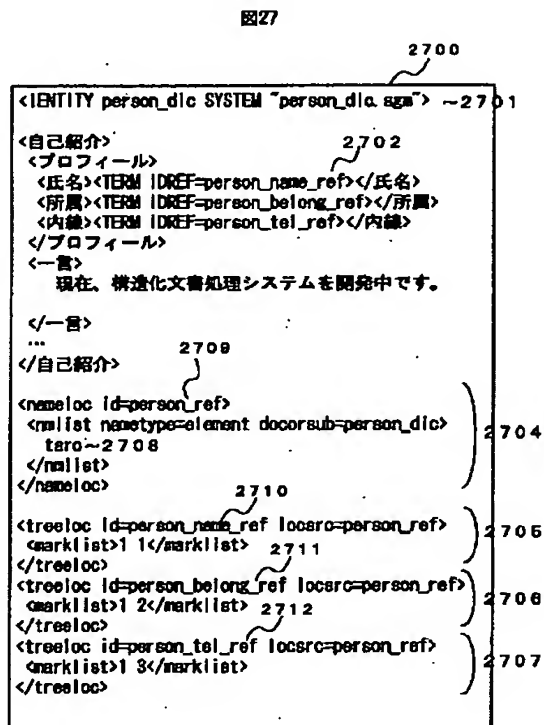 図27
2700
<!ENTITY person_dic SYSTEM "person_dic.sgm"> ~2701
<自己紹介>
2702
<プロフィール>
<氏名><TERM IDREF=person_name_ref></氏名>
<所属><TERM IDREF=person_belong_ref></所属>
<内線><TERM IDREF=person_tel_ref></内線>
</プロフィール>
<一言>
現在、構造化文書処理システムを開発中です。
</一言>
...
</自己紹介>
2709
<nameloc id=person_ref>
<nmlist nametype=element docorsub=person_dic>
2704
taro~2708
</nmlist>
</nameloc>
2710
<treeloc id=person_name_ref locsrc=person_ref>
2705
<marklist>1 1</marklist>
2711
</treeloc>
<treeloc id=person_belong_ref locsrc=person_ref>
2706
<marklist>1 2</marklist>
2712
</treeloc>
<treeloc id=person_tel_ref locsrc=person_ref>
2707
<marklist>1 3</marklist>
</treeloc>